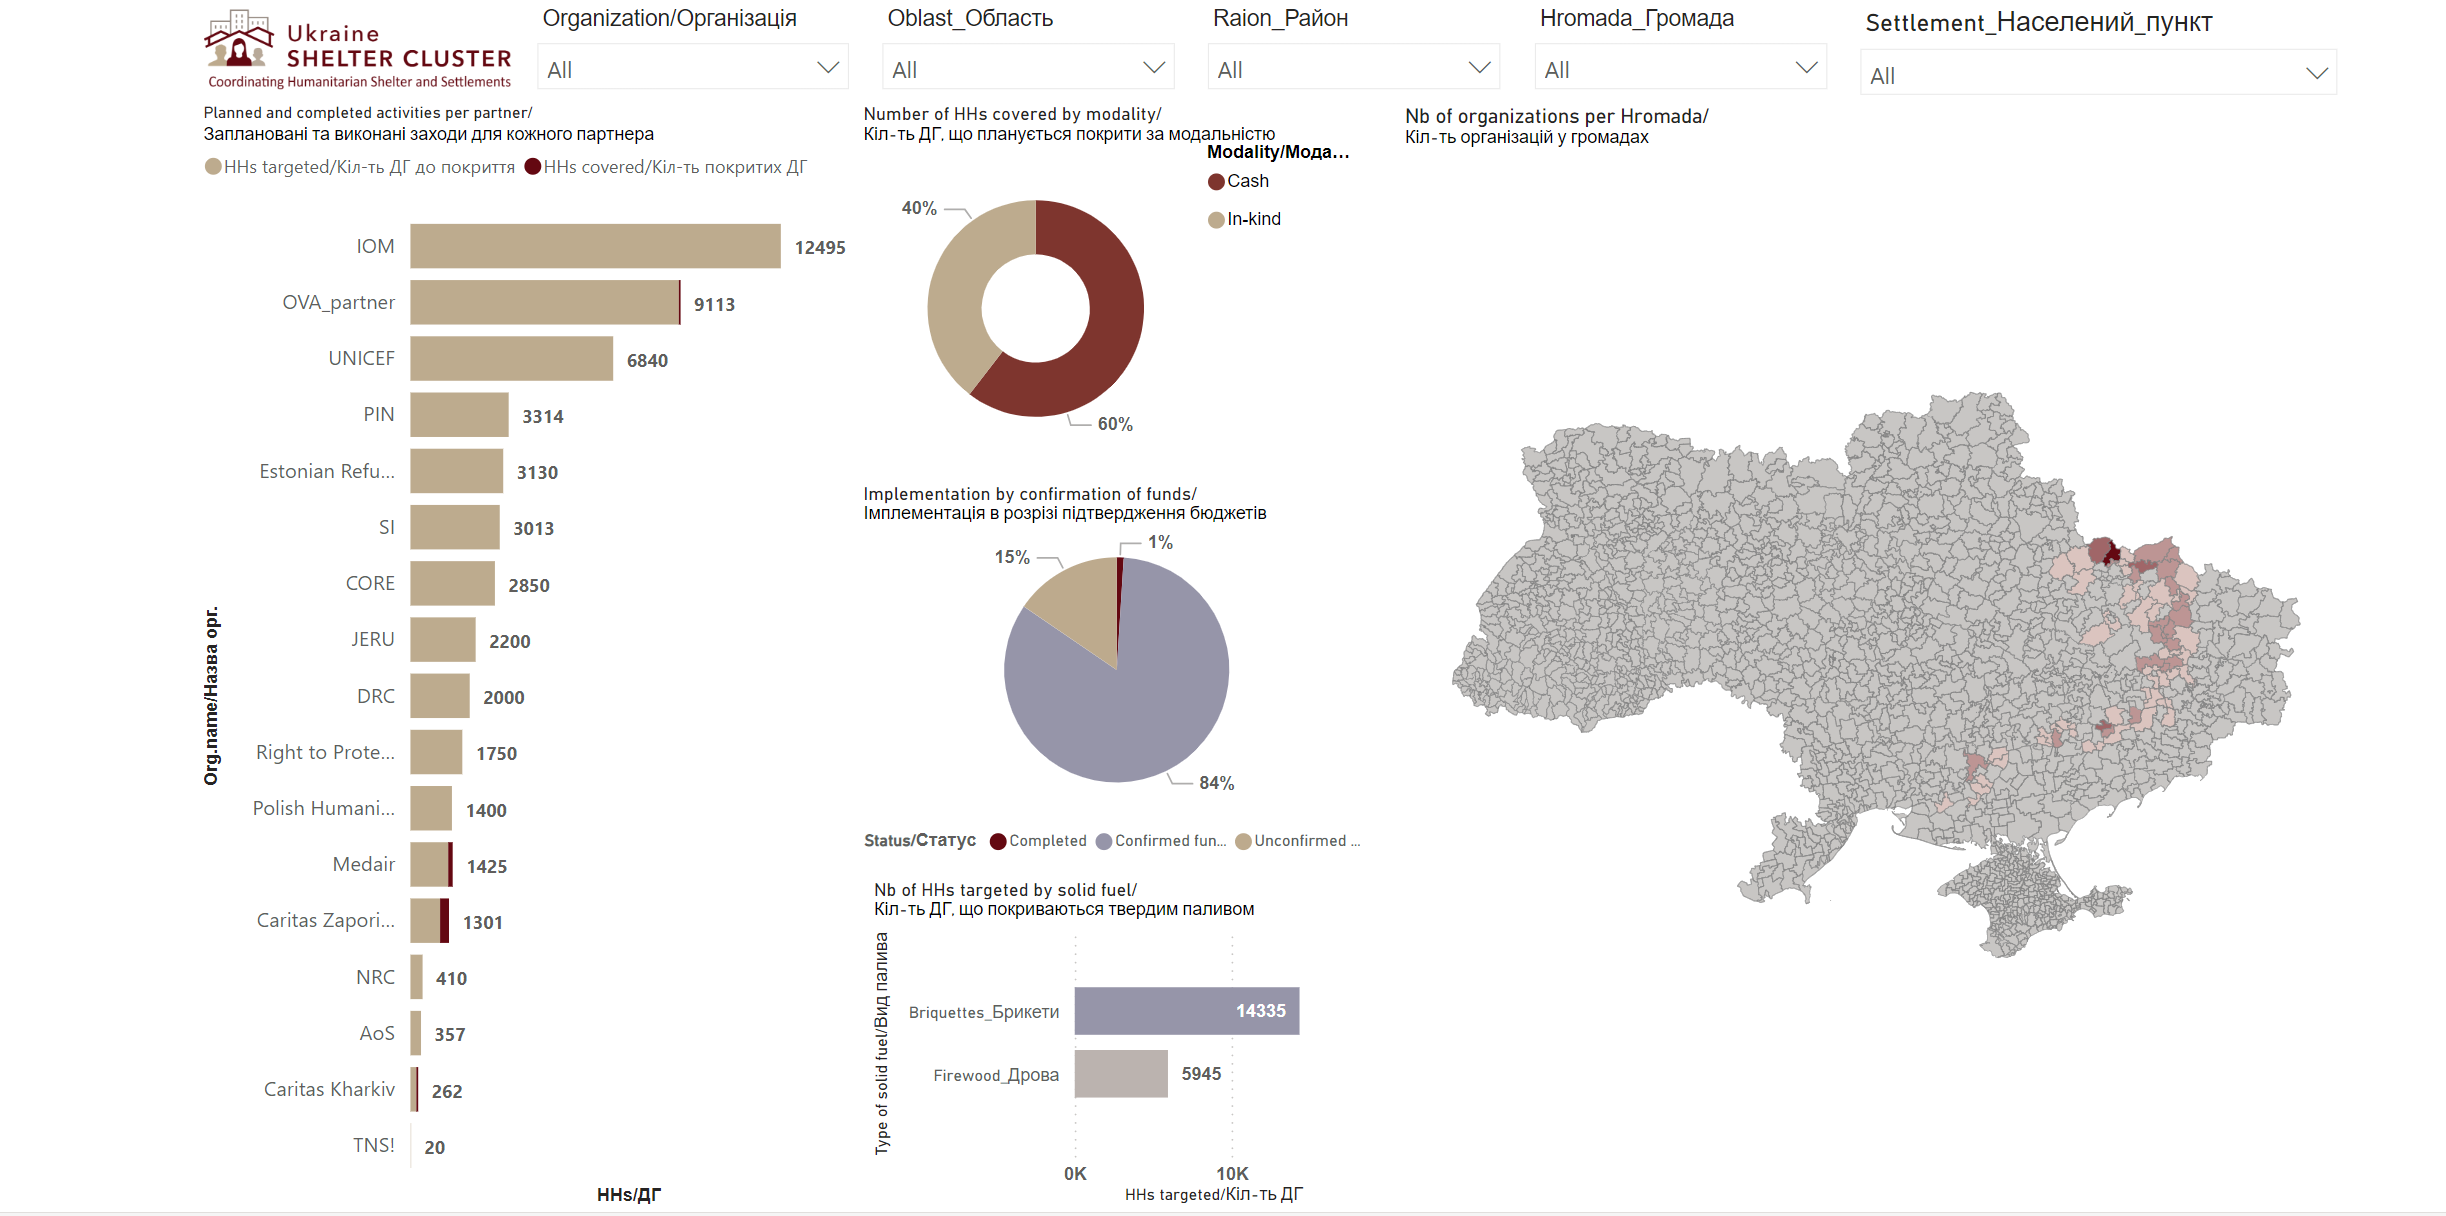 Ukraine
SHELTER CLUSTER
Coordinating Humanitarian Shelter and Settlements
Organization/Організація
All
Oblast_Область
All
Raion_Район
All
Hromada_Громада
All
Settlement_Населений_пункт
All
Planned and completed activities per partner/
Заплановані та виконані заходи для кожного партнера
HHs targeted/Кіл-ть ДГ до покриття
HHs covered/Кіл-ть покритих ДГ
Org.name/Назва орг.
IOM 12495
OVA_partner 9113
UNICEF 6840
PIN 3314
Estonian Refu... 3130
SI 3013
CORE 2850
JERU 2200
DRC 2000
Right to Prote... 1750
Polish Humani... 1400
Medair 1425
Caritas Zapori... 1301
NRC 410
AoS 357
Caritas Kharkiv 262
TNS! 20
HHs/ДГ
Number of HHs covered by modality/
Кіл-ть ДГ, що планується покрити за модальністю
Modality/Мода...
Cash
In-kind
40%
60%
Implementation by confirmation of funds/
Імплементація в розрізі підтвердження бюджетів
15%
1%
84%
Status/Статус
Completed
Confirmed fun...
Unconfirmed ...
Nb of HHs targeted by solid fuel/
Кіл-ть ДГ, що покриваються твердим паливом
Type of solid fuel/Вид палива
Briquettes_Брикети 14335
Firewood_Дрова 5945
0K 10K
HHs targeted/Кіл-ть ДГ
Nb of organizations per Hromada/
Кіл-ть організацій у громадах